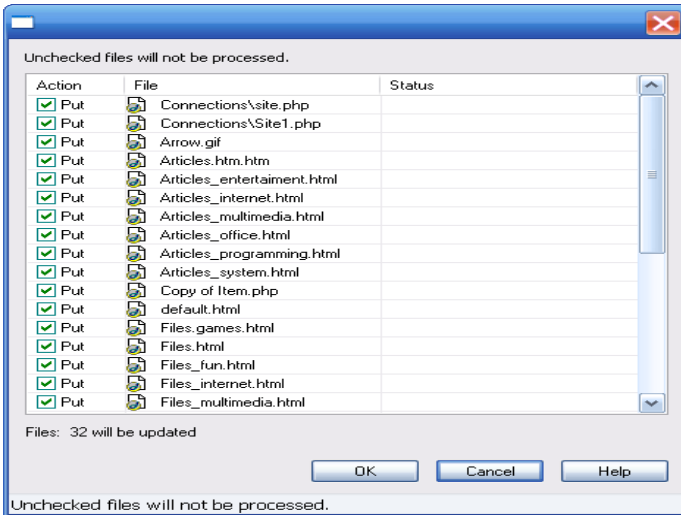 Unchecked files will not be processed.
Action File Status
Put Connections\site.php
Put Connections\Site1.php
Put Arrow.gif
Put Articles.htm.htm
Put Articles_entertaiment.html
Put Articles_internet.html
Put Articles_multimedia.html
Put Articles_office.html
Put Articles_programming.html
Put Articles_system.html
Put Copy of Item.php
Put default.html
Put Files.games.html
Put Files.html
Put Files_fun.html
Put Files_internet.html
Put Files_multimedia.html
Files: 32 will be updated
OK Cancel Help
Unchecked files will not be processed.